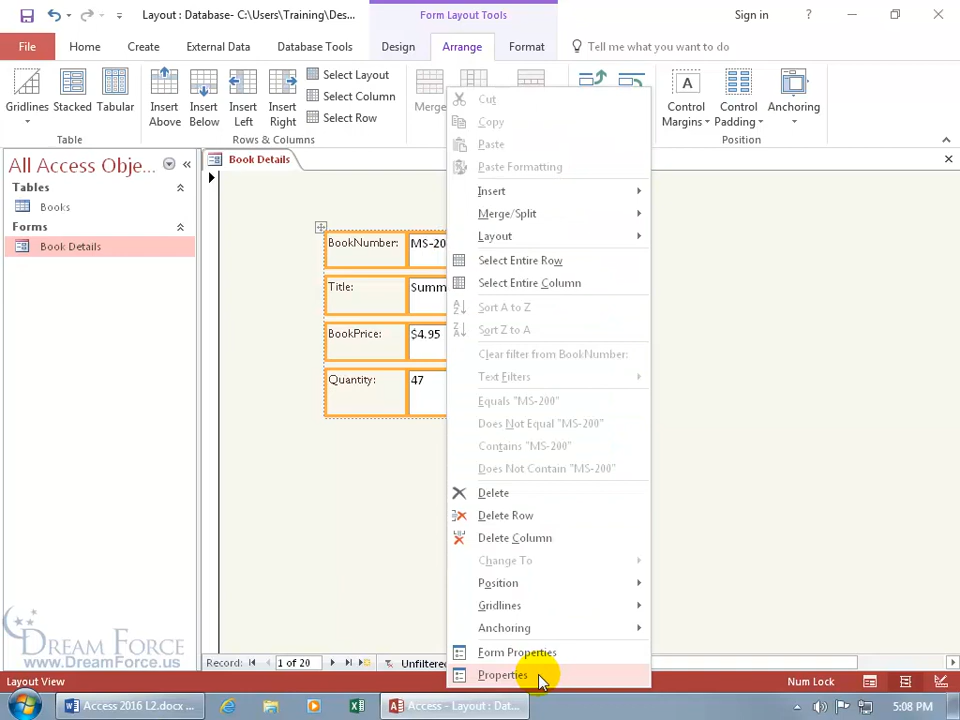 Layout : Database- C:\Users\Training\Des...
Form Layout Tools
Sign in
?
File
Home
Create
External Data
Database Tools
Design
Arrange
Format
Tell me what you want to do
Gridlines
Stacked
Tabular
Insert Above
Insert Below
Insert Left
Insert Right
Select Layout
Select Column
Select Row
Merge
Control Margins
Control Padding
Anchoring
Table
Rows & Columns
Position
All Access Obje...
Tables
Books
Forms
Book Details
Book Details
BookNumber: MS-20
Title: Summ
BookPrice: $4.95
Quantity: 47
Cut
Copy
Paste
Paste Formatting
Insert
Merge/Split
Layout
Select Entire Row
Select Entire Column
Sort A to Z
Sort Z to A
Clear filter from BookNumber:
Text Filters
Equals "MS-200"
Does Not Equal "MS-200"
Contains "MS-200"
Does Not Contain "MS-200"
Delete
Delete Row
Delete Column
Change To
Position
Gridlines
Anchoring
Form Properties
Properties
DREAM FORCE
www.DreamForce.us
Record: 1 of 20 Unfiltered
Layout View
Num Lock
Access 2016 L2.docx ...
Access - Layout : Dat...
5:08 PM